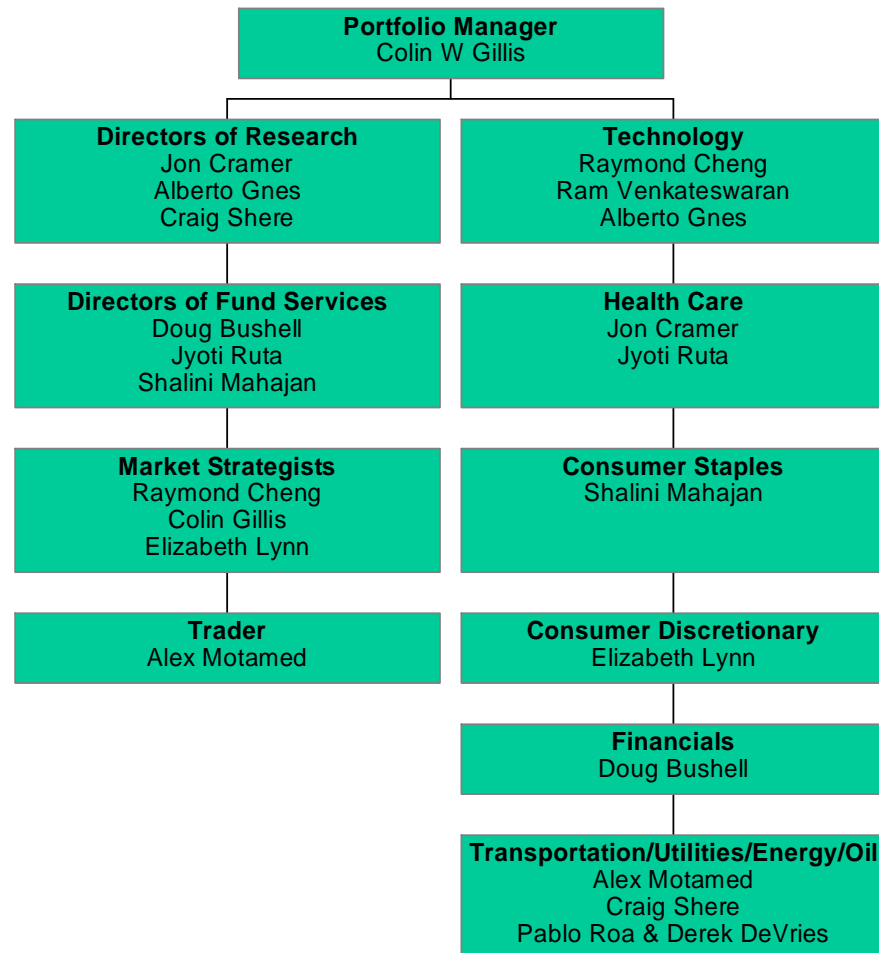 Portfolio Manager
Colin W Gillis
Directors of Research
Jon Cramer
Alberto Gnes
Craig Shere
Directors of Fund Services
Doug Bushell
Jyoti Ruta
Shalini Mahajan
Market Strategists
Raymond Cheng
Colin Gillis
Elizabeth Lynn
Trader
Alex Motamed
Technology
Raymond Cheng
Ram Venkateswaran
Alberto Gnes
Health Care
Jon Cramer
Jyoti Ruta
Consumer Staples
Shalini Mahajan
Consumer Discretionary
Elizabeth Lynn
Financials
Doug Bushell
Transportation/Utilities/Energy/Oil
Alex Motamed
Craig Shere
Pablo Roa & Derek DeVries